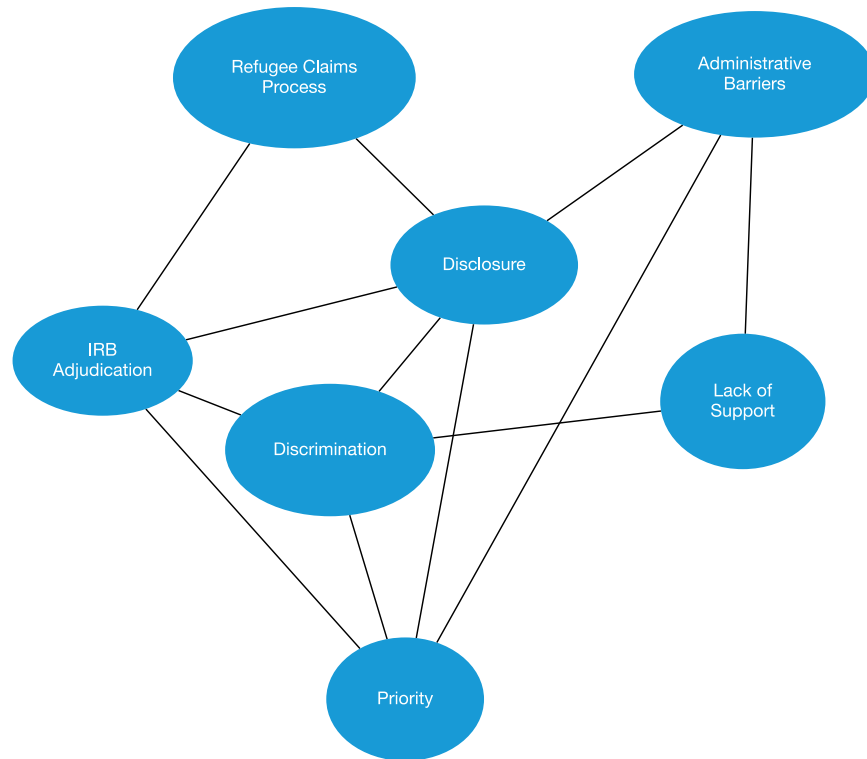 Refugee Claims
Process
Administrative
Barriers
Disclosure
IRB
Adjudication
Lack of
Support
Discrimination
Priority